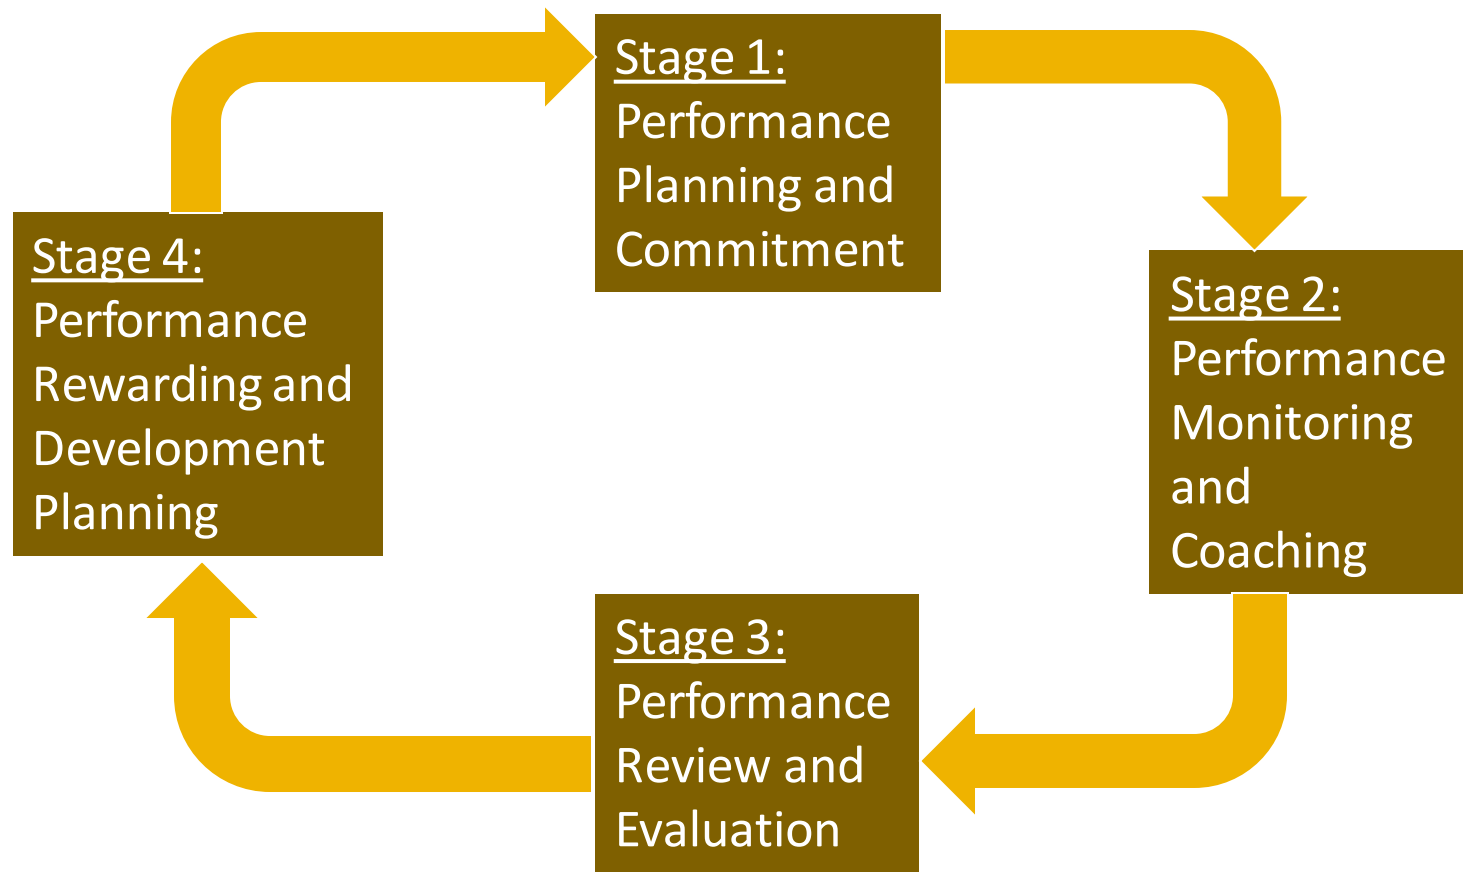 Stage 1:
Performance
Planning and
Commitment
Stage 2:
Performance
Monitoring
and
Coaching
Stage 3:
Performance
Review and
Evaluation
Stage 4:
Performance
Rewarding and
Development
Planning